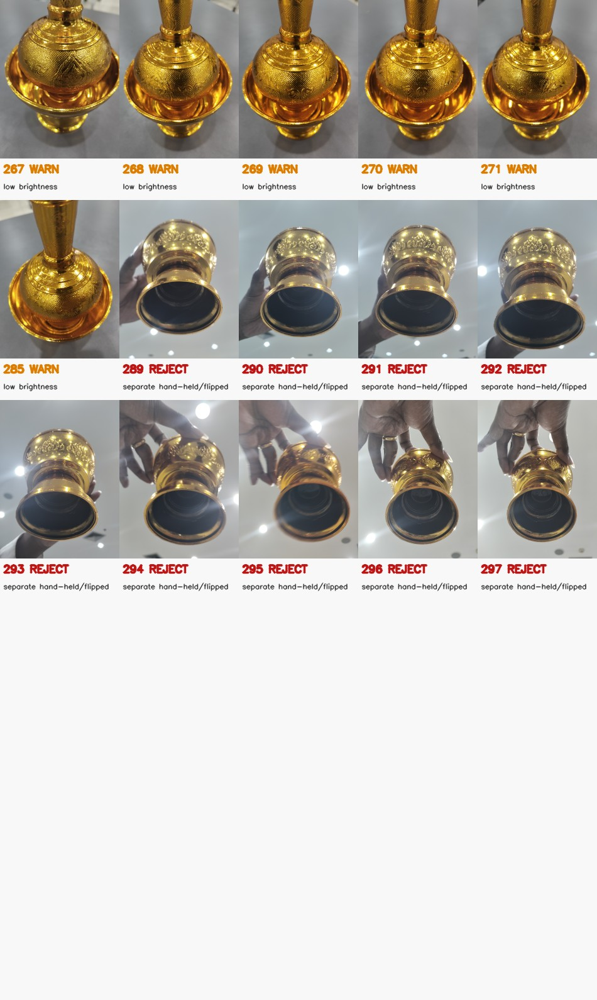 267 WARN
low brightness
268 WARN
low brightness
269 WARN
low brightness
270 WARN
low brightness
271 WARN
low brightness
285 WARN
low brightness
289 REJECT
separate hand-held/flipped
290 REJECT
separate hand-held/flipped
291 REJECT
separate hand-held/flipped
292 REJECT
separate hand-held/flipped
293 REJECT
separate hand-held/flipped
294 REJECT
separate hand-held/flipped
295 REJECT
separate hand-held/flipped
296 REJECT
separate hand-held/flipped
297 REJECT
separate hand-held/flipped